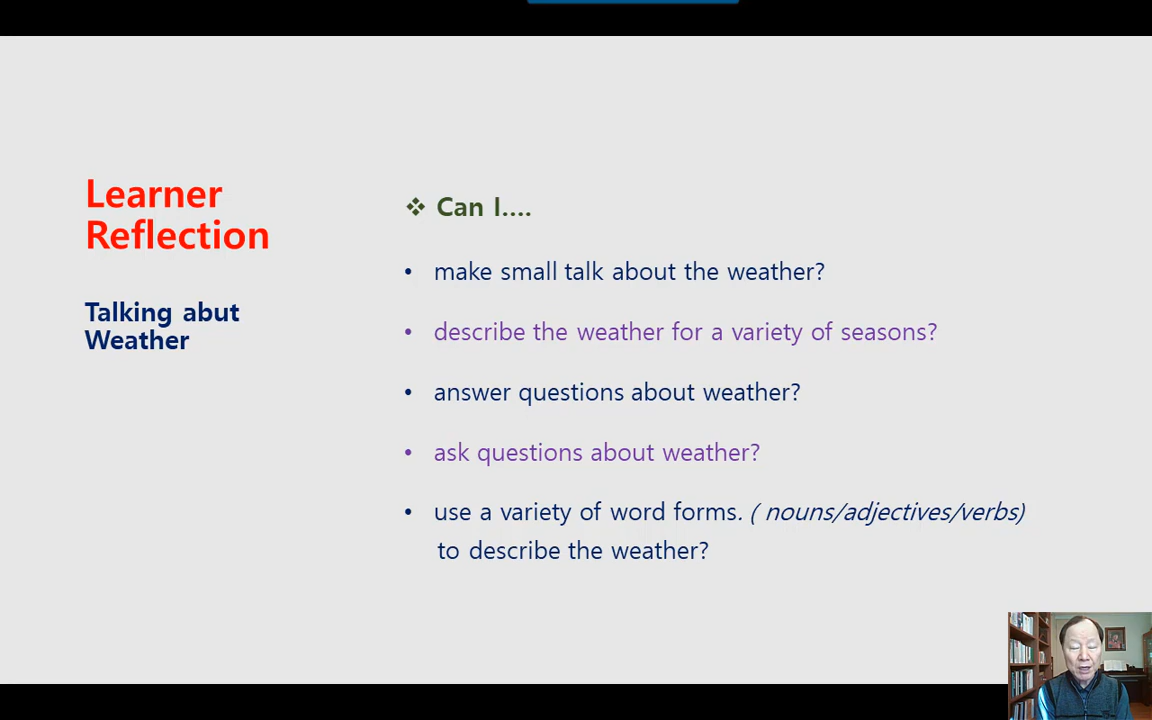 Learner
Reflection
Talking abut
Weather
❖ Can I....
• make small talk about the weather?
• describe the weather for a variety of seasons?
• answer questions about weather?
• ask questions about weather?
• use a variety of word forms. ( nouns/adjectives/verbs)
to describe the weather?